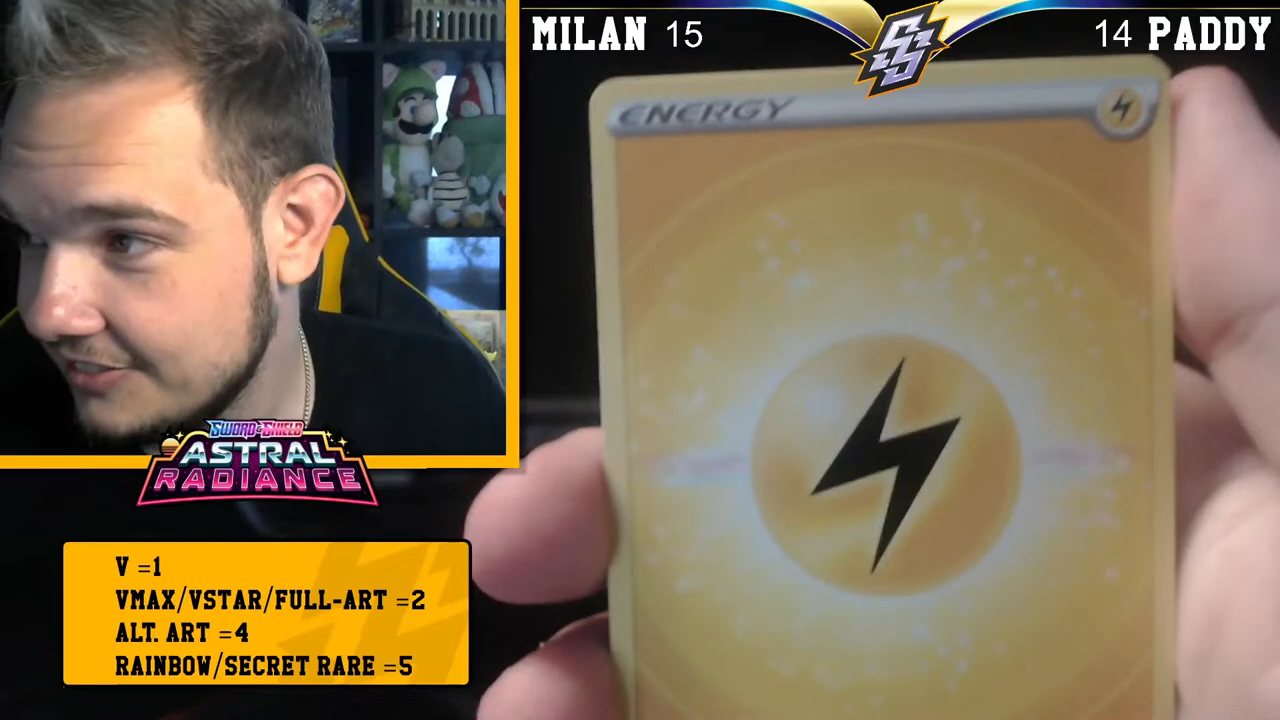 MILAN 15
14 PADDY
ENERGY
SWORD & SHIELD
ASTRAL
RADIANCE
V =1
VMAX/VSTAR/FULL-ART =2
ALT. ART =4
RAINBOW/SECRET RARE =5